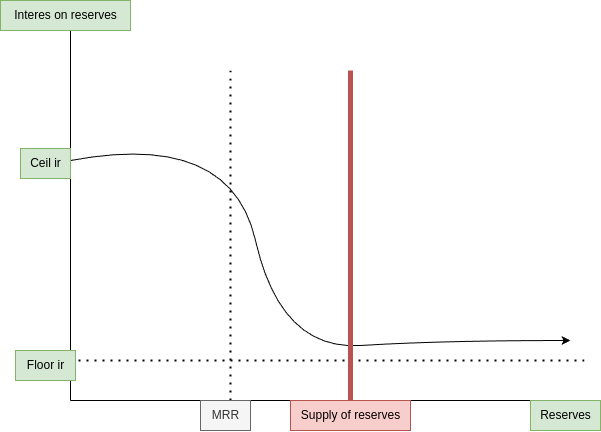 Interes on reserves
Ceil ir
Floor ir
MRR
Supply of reserves
Reserves